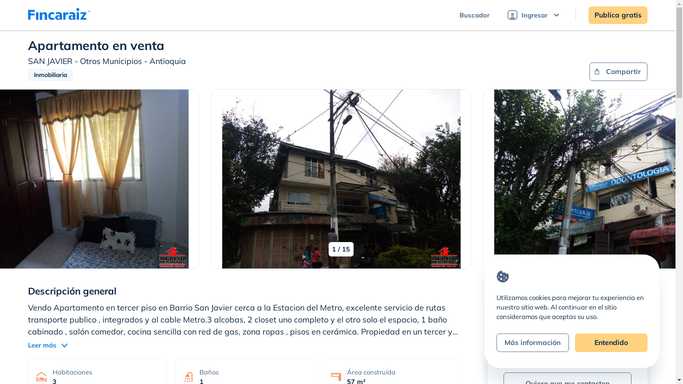 Fincaraiz
Buscador
Ingresar
Publica gratis
Apartamento en venta
SAN JAVIER - Otros Municipios - Antioquia
Inmobiliaria
Compartir
ODONTOLOGIA
1 / 15
Descripción general
Vendo Apartamento en tercer piso en Barrio San Javier cerca a la Estacion del Metro, excelente servicio de rutas
transporte publico , integrados y al cable Metro.3 alcobas, 2 closet uno completo y el otro solo el espacio, 1 baño
cabinado , salón comedor, cocina sencilla con red de gas, zona ropas , pisos en cerámica. Propiedad en un tercer y...
Leer más
Habitaciones
3
Baños
1
Área construida
57 m²
Utilizamos cookies para mejorar tu experiencia en
nuestro sitio web. Al continuar en el sitio
consideramos que aceptas su uso.
Más información
Entendido
Quiero que me contacten